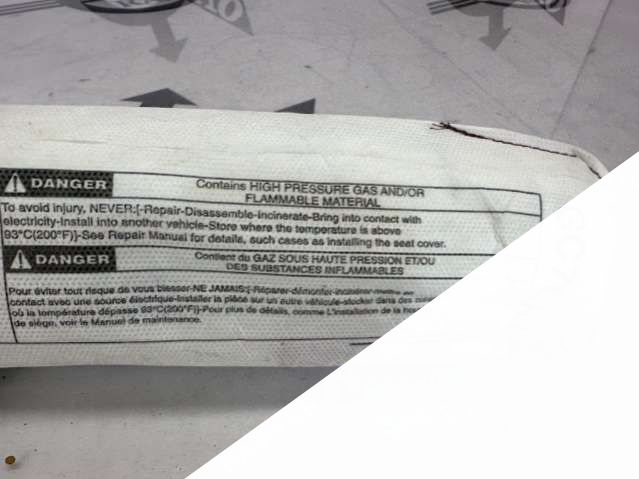 DANGER
Contains HIGH PRESSURE GAS AND/OR
FLAMMABLE MATERIAL
To avoid injury, NEVER:[-Repair-Disassemble-Incinerate-Bring into contact with
electricity-Install into another vehicle-Store where the temperature is above
93°C(200°F)]-See Repair Manual for details, such cases as installing the seat cover.
DANGER
Contient du GAZ SOUS HAUTE PRESSION ET/OU
DES SUBSTANCES INFLAMMABLES
Pour éviter tout risque de vous blesser-NE JAMAIS:[-Réparer-démonter-incinérer-mettre en
contact avec une source électrique-Installer la pièce sur un autre véhicule-stocker dans des
où la température dépasse 93°C(200°F)]-Pour plus de détails, comme L'installation de la
de siège, voir le Manuel de maintenance.